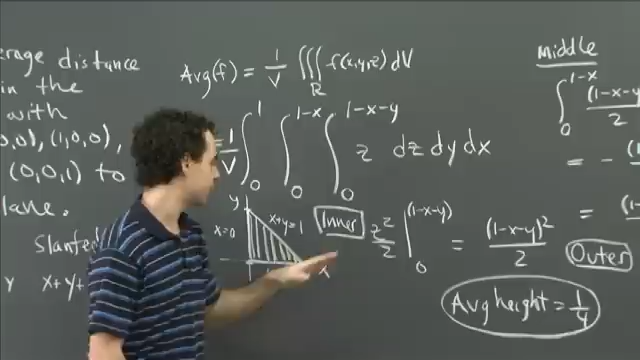 erage distance
in the
with
0,0), (1,0,0),
(0,0,1) to
lane.
Slanted
y x+y+
Avg(f) = 1/V ∭_R f(x,y,z) dV
= 1/V ∫_0^1 ∫_0^{1-x} ∫_0^{1-x-y} z dz dy dx
y
x=0
x+y=1
x
Inner
z²/2 |_0^{(1-x-y)} = (1-x-y)²/2
middle
∫_0^{1-x} (1-x-y)/2
= - (1
= (1-
Outer
Avg height = 1/4